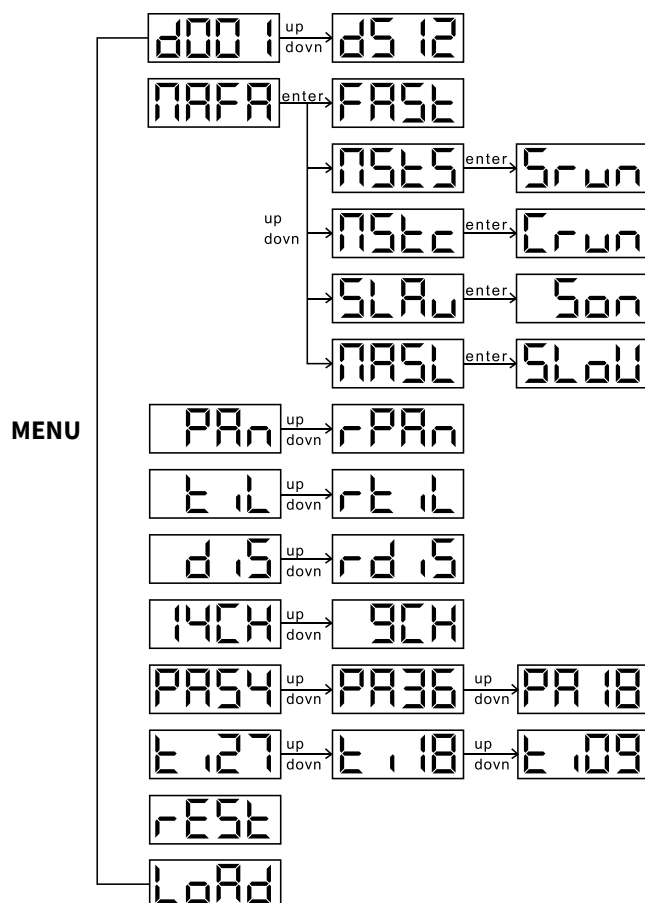 d001 up dovn dS12
MAFA enter FASt
MStS enter Srun
up dovn MStc enter Crun
SLAu enter Son
MASL enter SLoU
MENU
PAn up dovn rPAn
tiL up dovn rtiL
diS up dovn rdiS
14CH up dovn 9CH
PA54 up dovn PA36 up dovn PA18
ti27 up dovn ti18 up dovn ti09
rESt
LoAd